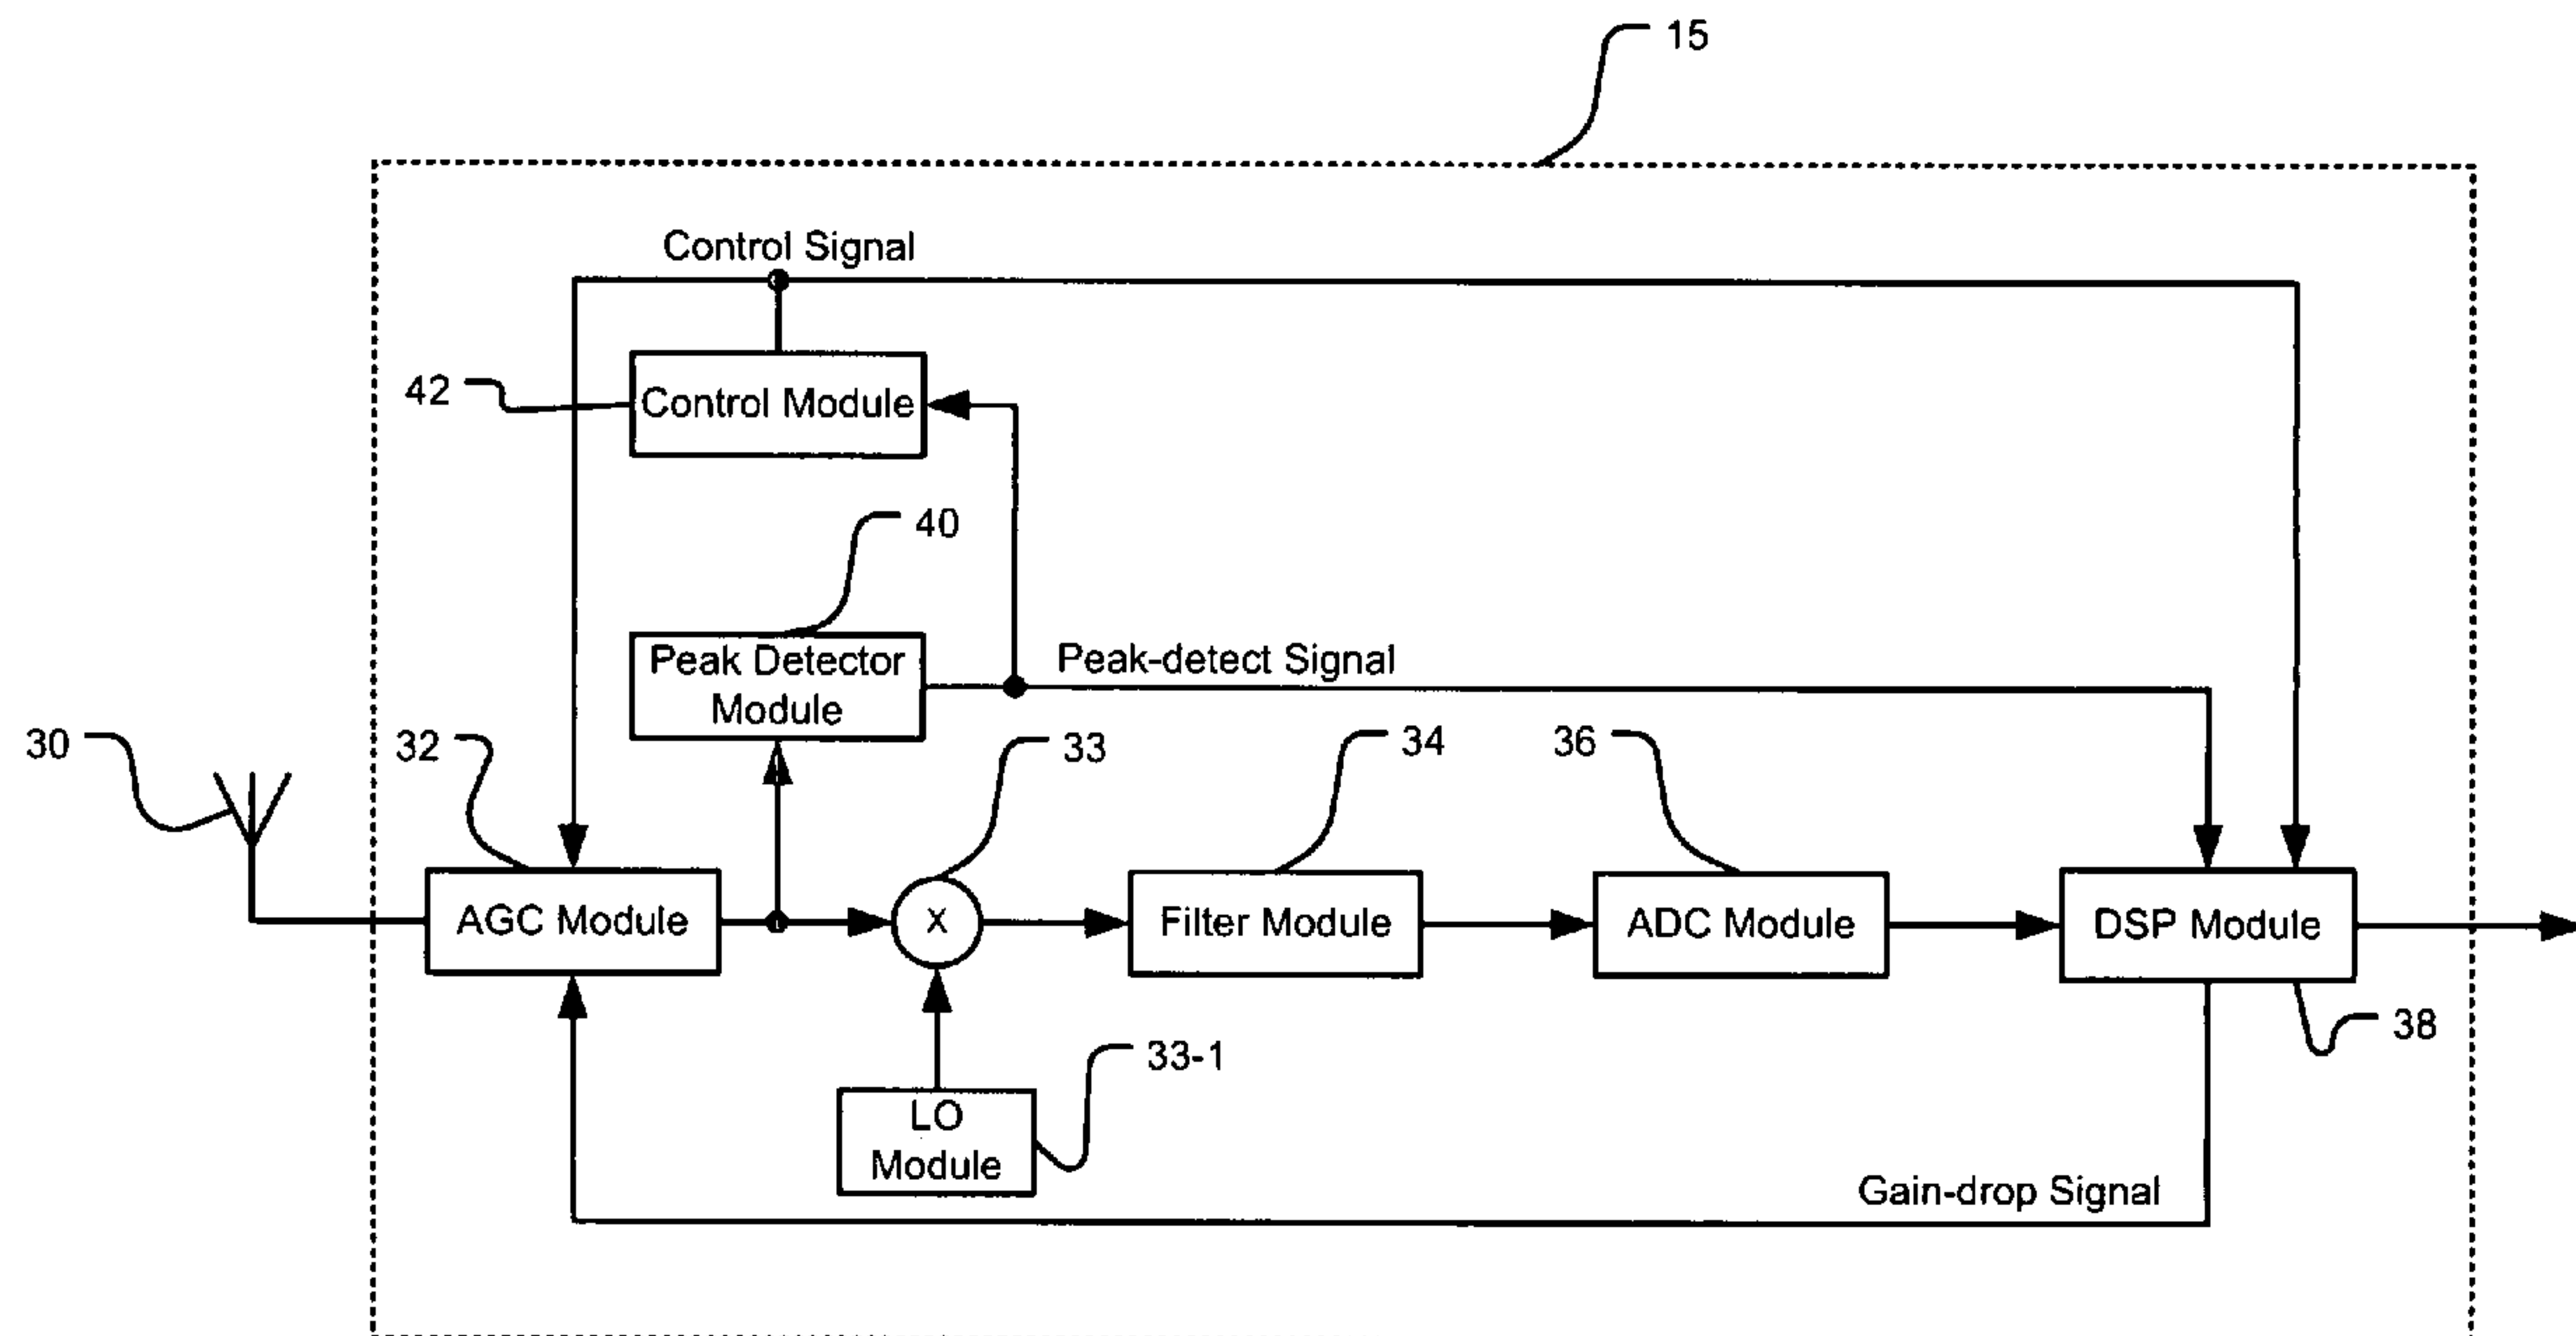 15
Control Signal
42
Control Module
40
Peak Detector
Module
Peak-detect Signal
30
32
33
34
36
AGC Module
X
Filter Module
ADC Module
DSP Module
38
33-1
LO
Module
Gain-drop Signal